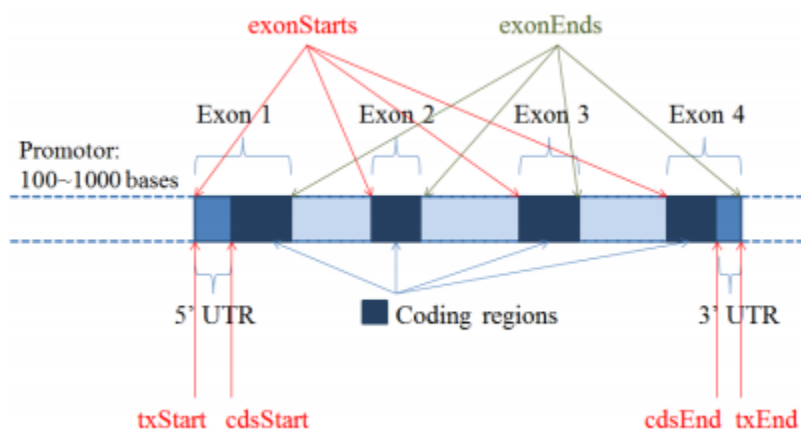 exonStarts
exonEnds
Exon 1
Exon 2
Exon 3
Exon 4
Promotor:
100~1000 bases
5' UTR
Coding regions
3' UTR
txStart
cdsStart
cdsEnd
txEnd